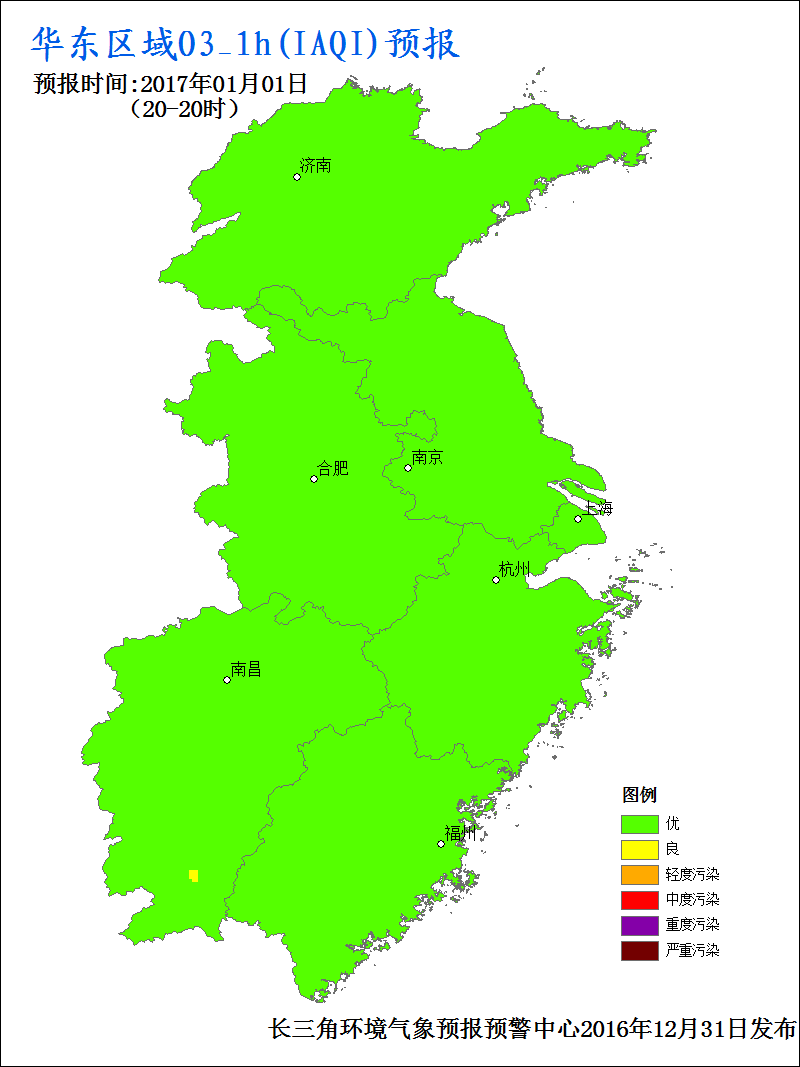 华东区域O3_1h(IAQI)预报
预报时间:2017年01月01日
（20-20时）
济南
南京
合肥
上海
杭州
南昌
福州
图例
优
良
轻度污染
中度污染
重度污染
严重污染
长三角环境气象预报预警中心2016年12月31日发布